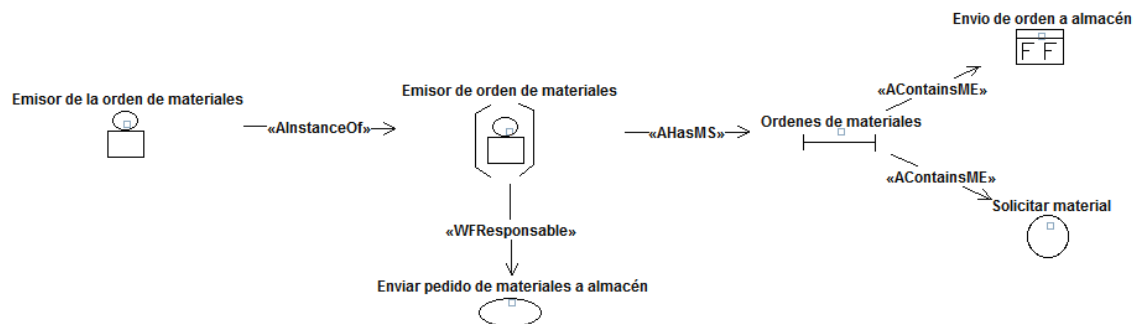 Envio de orden a almacén
F F
«AContainsME»
Emisor de la orden de materiales
«AInstanceOf»
Emisor de orden de materiales
«AHasMS»
Ordenes de materiales
«AContainsME»
Solicitar material
«WFResponsable»
Enviar pedido de materiales a almacén